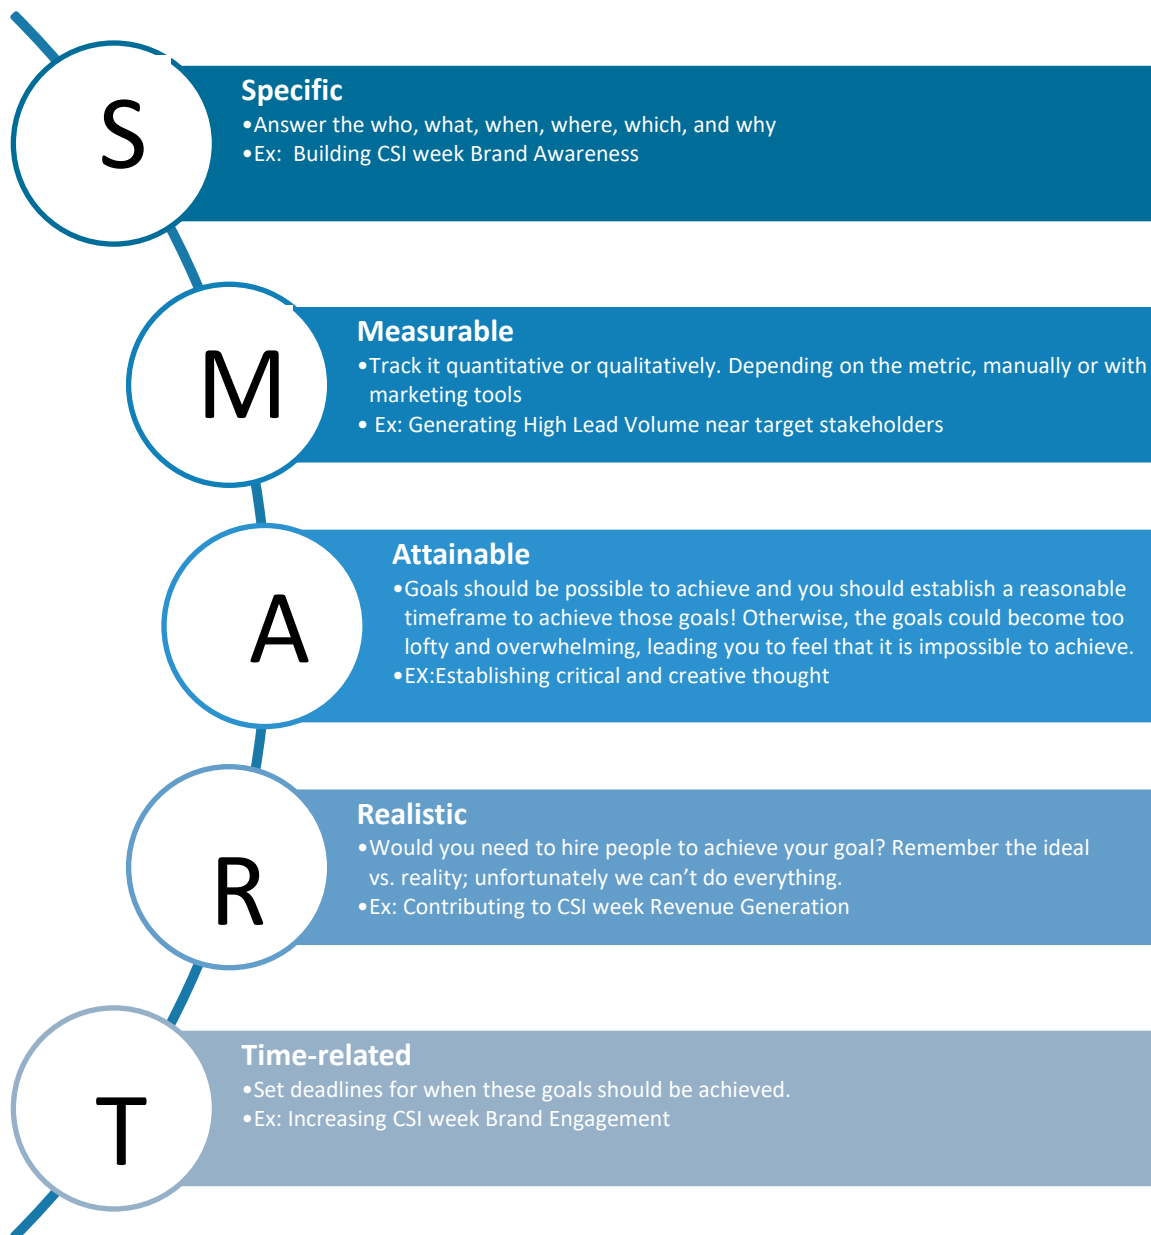 S
Specific
•Answer the who, what, when, where, which, and why
•Ex:  Building CSI week Brand Awareness
M
Measurable
•Track it quantitative or qualitatively. Depending on the metric, manually or with
marketing tools
• Ex: Generating High Lead Volume near target stakeholders
A
Attainable
•Goals should be possible to achieve and you should establish a reasonable
timeframe to achieve those goals! Otherwise, the goals could become too
lofty and overwhelming, leading you to feel that it is impossible to achieve.
•EX:Establishing critical and creative thought
R
Realistic
•Would you need to hire people to achieve your goal? Remember the ideal
vs. reality; unfortunately we can’t do everything.
•Ex: Contributing to CSI week Revenue Generation
T
Time-related
•Set deadlines for when these goals should be achieved.
•Ex: Increasing CSI week Brand Engagement